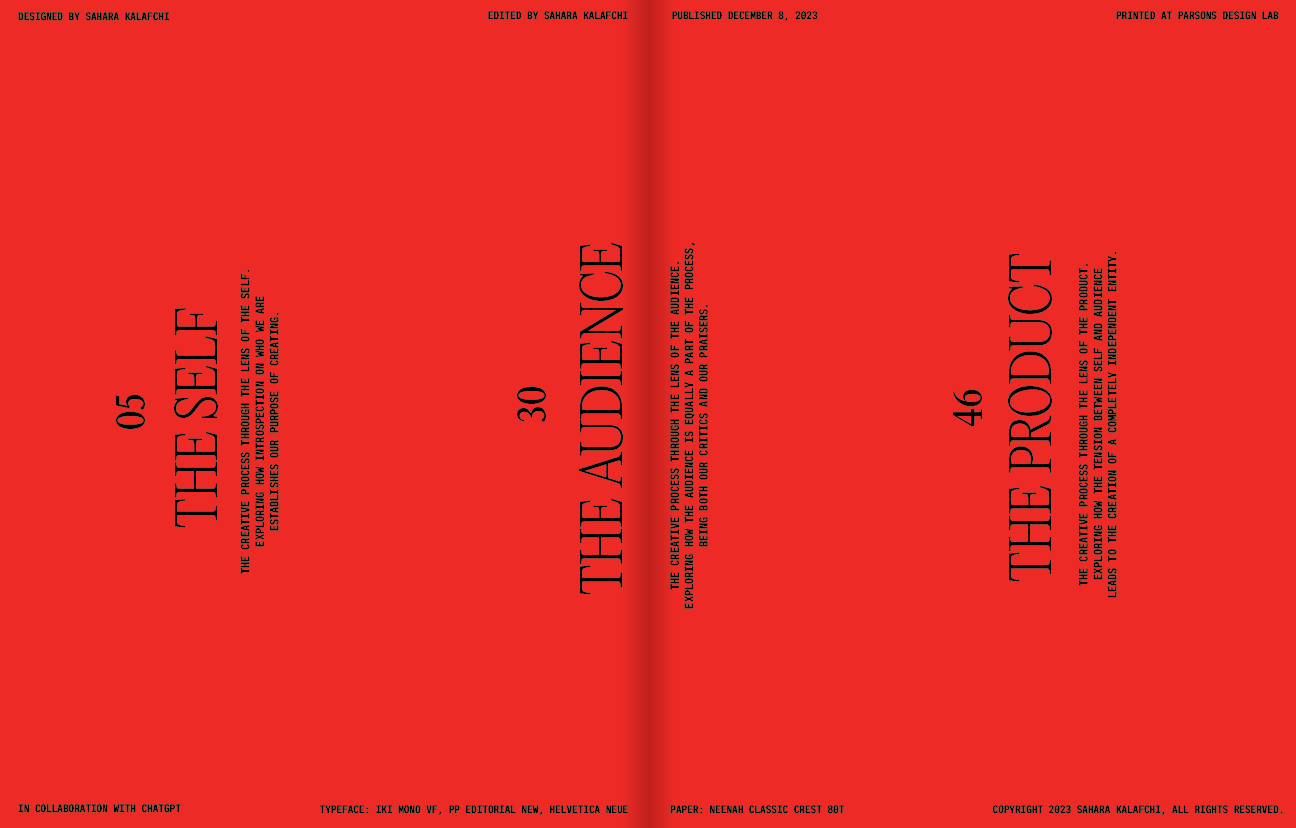 DESIGNED BY SAHARA KALAFCHI
EDITED BY SAHARA KALAFCHI
PUBLISHED DECEMBER 8, 2023
PRINTED AT PARSONS DESIGN LAB
05
THE SELF
THE CREATIVE PROCESS THROUGH THE LENS OF THE SELF.
EXPLORING HOW INTROSPECTION ON WHO WE ARE
ESTABLISHES OUR PURPOSE OF CREATING.
30
THE AUDIENCE
THE CREATIVE PROCESS THROUGH THE LENS OF THE AUDIENCE.
EXPLORING HOW THE AUDIENCE IS EQUALLY A PART OF THE PROCESS,
BEING BOTH OUR CRITICS AND OUR PRAISERS.
46
THE PRODUCT
THE CREATIVE PROCESS THROUGH THE LENS OF THE PRODUCT.
EXPLORING HOW THE TENSION BETWEEN SELF AND AUDIENCE
LEADS TO THE CREATION OF A COMPLETELY INDEPENDENT ENTITY.
IN COLLABORATION WITH CHATGPT
TYPEFACE: IKI MONO VF, PP EDITORIAL NEW, HELVETICA NEUE
PAPER: NEENAH CLASSIC CREST 80T
COPYRIGHT 2023 SAHARA KALAFCHI, ALL RIGHTS RESERVED.